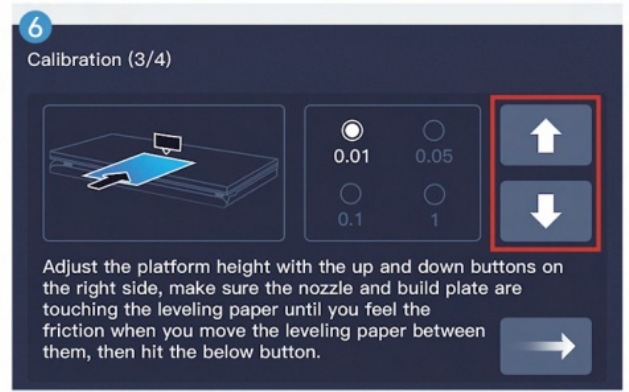 6
Calibration (3/4)
0.01
0.05
0.1
1
Adjust the platform height with the up and down buttons on
the right side, make sure the nozzle and build plate are
touching the leveling paper until you feel the
friction when you move the leveling paper between
them, then hit the below button.